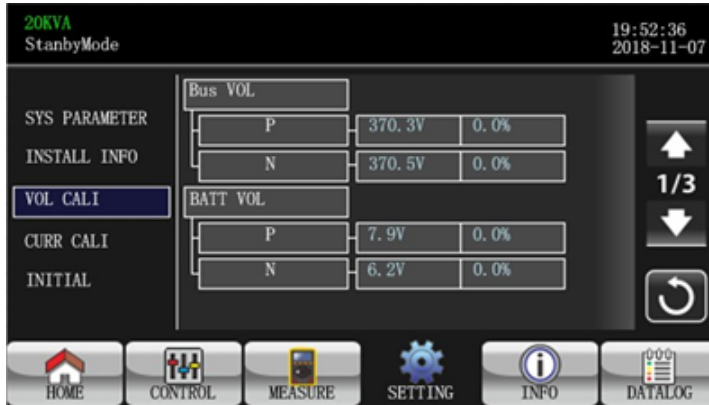 20KVA
StanbyMode
19:52:36
2018-11-07
SYS PARAMETER
INSTALL INFO
VOL CALI
CURR CALI
INITIAL
Bus VOL
P 370.3V 0.0%
N 370.5V 0.0%
BATT VOL
P 7.9V 0.0%
N 6.2V 0.0%
1/3
HOME CONTROL MEASURE SETTING INFO DATALOG